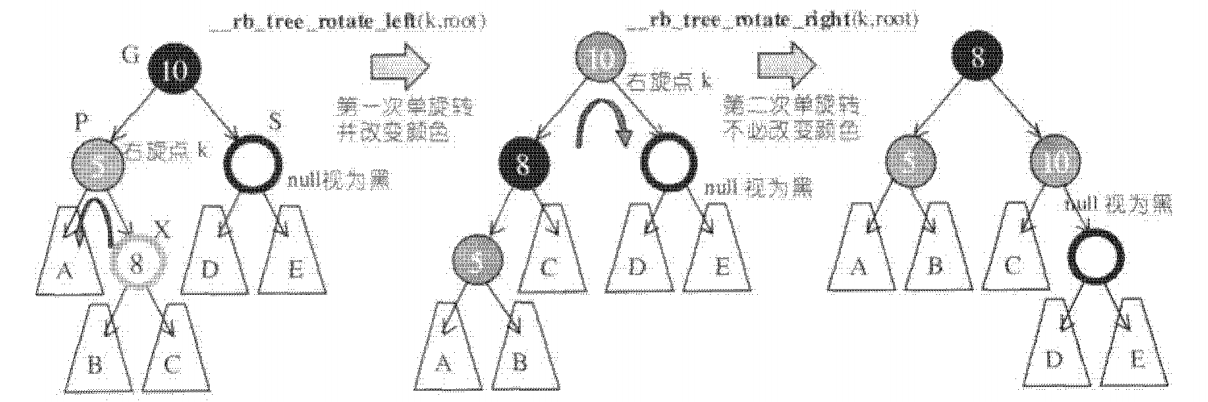 __rb_tree_rotate_left(k,root)
__rb_tree_rotate_right(k,root)
G
10
10
8
右旋点 k
第一次单旋转
并改变颜色
第二次单旋转
不必改变颜色
P
S
5
右旋点 k
8
5
10
null视为黑
null 视为黑
null 视为黑
X
A
8
D
E
5
C
D
E
A
B
C
B
C
A
B
D
E